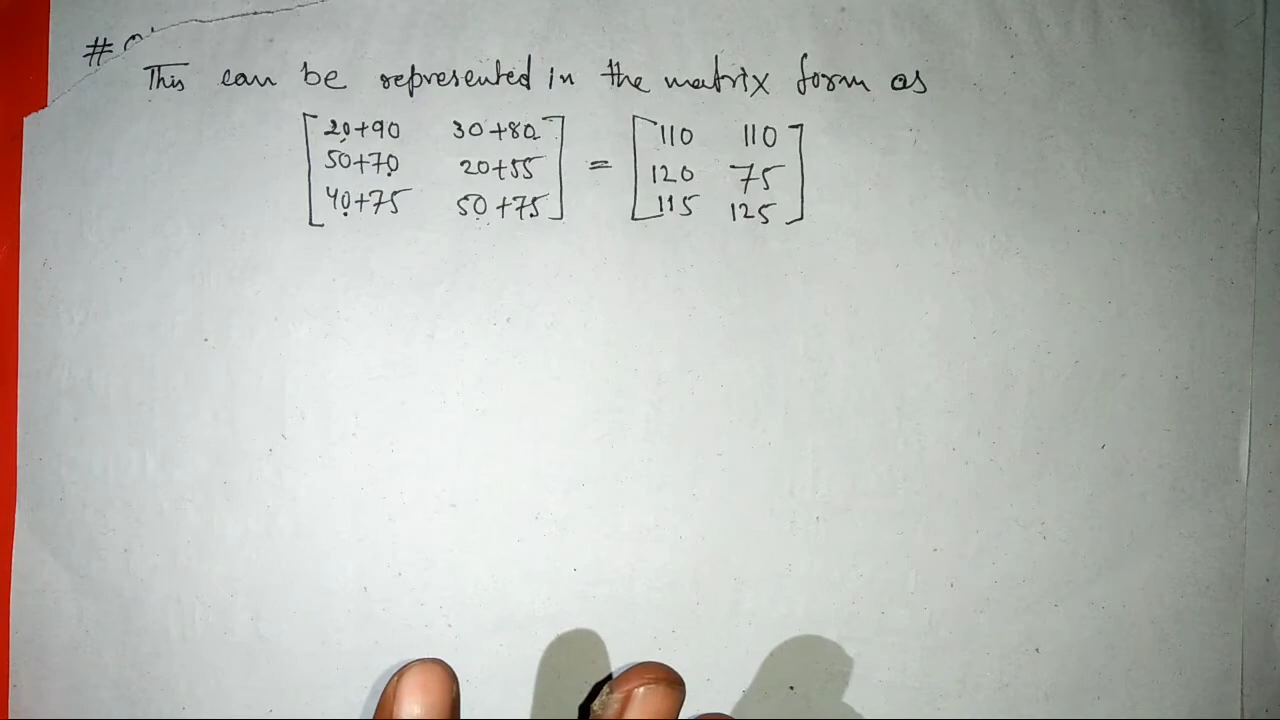 #
This can be represented in the matrix form as
[20+90 30+80] = [110 110]
[50+70 20+55] [120 75]
[40+75 50+75] [115 125]